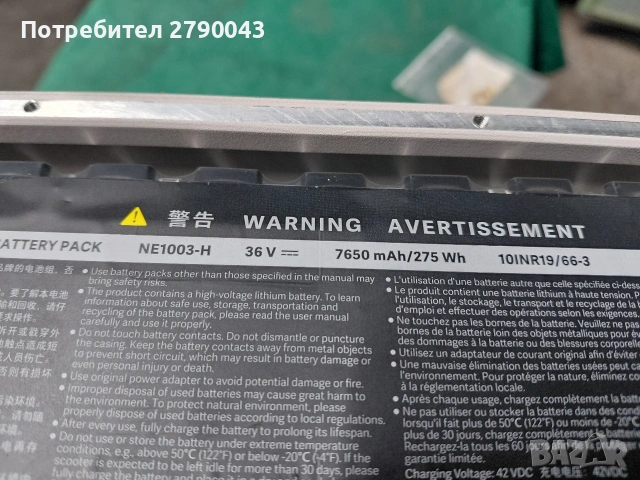 Потребител 2790043
警告 WARNING AVERTISSEMENT
BATTERY PACK NE1003-H 36 V 7650 mAh/275 Wh 10INR19/66-3
• Use battery packs other than those specified in the manual may
bring safety risks.
• The product contains a high-voltage lithium battery. To learn
information about safe use, storage, transportation and
recycling of the battery pack, please read the user manual
carefully and follow the instructions.
• Do not touch battery contacts. Do not dismantle or puncture
the casing. Keep the battery contacts away from metal objects
to prevent short circuit, which may result in battery damage or
even personal injury or death.
• Use original power adapter to avoid potential damage or fire.
• Improper disposal of used batteries may cause great harm to
the environment. To protect natural environment, please
properly dispose of used batteries according to local regulations.
• After every use, fully charge the battery to prolong its lifespan.
• Do not use or store the battery under extreme temperature
conditions, e.g. above 50°C (122°F) or below -20°C (-4°F). If the
scooter is expected to be left idle for more than 30 days, please
• L'utilisation d'une batterie autre que celle spécifiée ci-dess
• Le produit contient une batterie lithium à haute tension. P
l'utilisation, le stockage, le transport et le recyclage de la b
d'emploi et effectuer des opérations selon les exigences.
• Ne touchez pas les bornes de la batterie. Veuillez ne pas
bornes de la batterie loin des objets métalliques pour év
des dommages à la batterie ou des blessures corporelle
• Utilisez un adaptateur de courant original afin d'éviter
• Une mauvaise élimination des batteries usées peut ca
l'environnement. Pour protéger la nature, éliminez
à la réglementation locale.
• Après chaque usage, chargez complètement la batte
• Ne pas utiliser ou stocker la batterie dans des cond
lorsqu'il fait plus de 50°C (122°F) ou moins de -20°C
plus de 30 jours, chargez complètement la batterie
Rechargez-la tous les 60
Charging Voltage: 42 VDC 充电电压: 42VDC